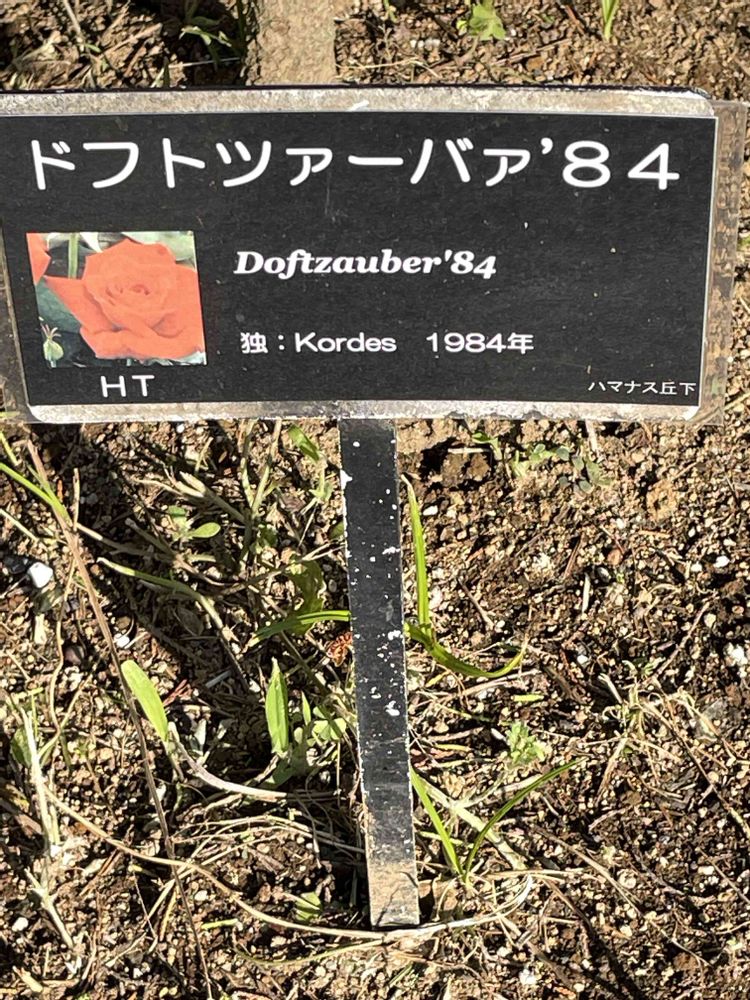 ドフトツァーバァ’８４
Doftzauber'84
独：Kordes　1984年
ＨＴ
ハマナス丘下